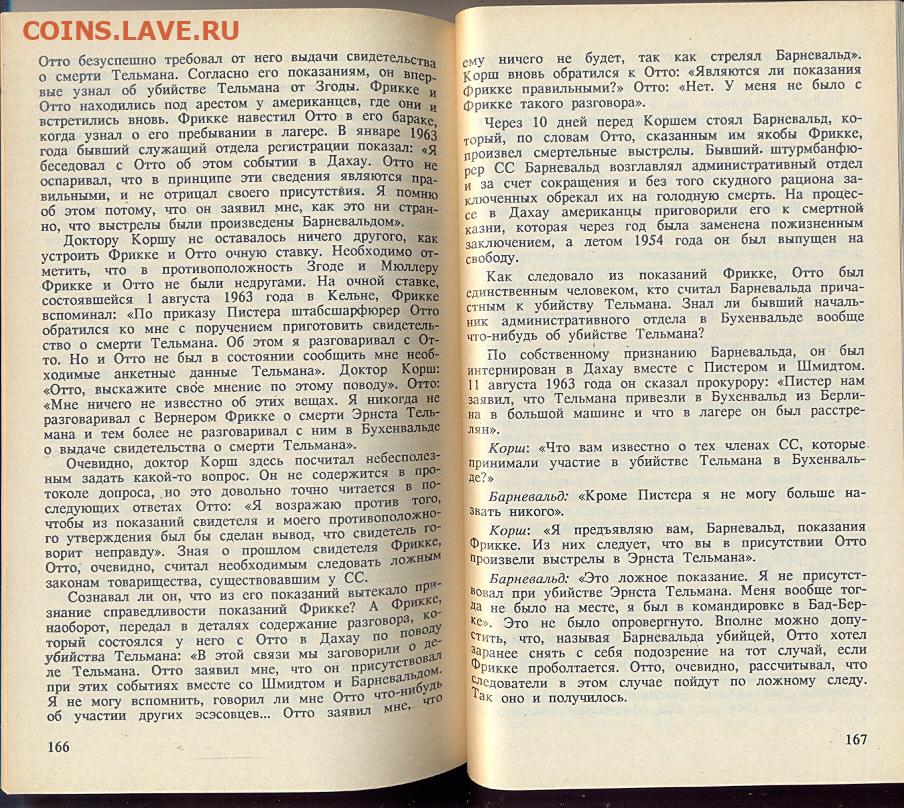 COINS.LAVE.RU
Отто безуспешно требовал от него выдачи свидетельства
о смерти Тельмана. Согласно его показаниям, он впер-
вые узнал об убийстве Тельмана от Згоды. Фрикке и
Отто находились под арестом у американцев, где они и
встретились вновь. Фрикке навестил Отто в его бараке,
когда узнал о его пребывании в лагере. В январе 1963
года бывший служащий отдела регистрации показал: «Я
беседовал с Отто об этом событии в Дахау. Отто не
оспаривал, что в принципе эти сведения являются пра-
вильными, и не отрицал своего присутствия. Я помню
об этом потому, что он заявил мне, как это ни стран-
но, что выстрелы были произведены Барневальдом».
Доктору Коршу не оставалось ничего другого, как
устроить Фрикке и Отто очную ставку. Необходимо от-
метить, что в противоположность Згоде и Мюллеру
Фрикке и Отто не были недругами. На очной ставке,
состоявшейся 1 августа 1963 года в Кельне, Фрикке
вспоминал: «По приказу Пистера штабсшарфюрер Отто
обратился ко мне с поручением приготовить свидетель-
ство о смерти Тельмана. Об этом я разговаривал с От-
то. Но и Отто не был в состоянии сообщить мне необ-
ходимые анкетные данные Тельмана». Доктор Корш:
«Отто, выскажите свое мнение по этому поводу». Отто:
«Мне ничего не известно об этих вещах. Я никогда не
разговаривал с Вернером Фрикке о смерти Эрнста Тель-
мана и тем более не разговаривал с ним в Бухенвальде
о выдаче свидетельства о смерти Тельмана».
Очевидно, доктор Корш здесь посчитал небесполез-
ным задать какой-то вопрос. Он не содержится в про-
токоле допроса, но это довольно точно читается в по-
следующих ответах Отто: «Я возражаю против того,
чтобы из показаний свидетеля и моего противоположно-
го утверждения был бы сделан вывод, что свидетель го-
ворит неправду». Зная о прошлом свидетеля Фрикке,
Отто, очевидно, считал необходимым следовать ложным
законам товарищества, существовавшим у СС.
Сознавал ли он, что из его показаний вытекало при-
знание справедливости показаний Фрикке? А Фрикке,
наоборот, передал в деталях содержание разговора, ко-
торый состоялся у него с Отто в Дахау по поводу
убийства Тельмана: «В этой связи мы заговорили о де-
ле Тельмана. Отто заявил мне, что он присутствовал
при этих событиях вместе со Шмидтом и Барневальдом.
Я не могу вспомнить, говорил ли мне Отто что-нибудь
об участии других эсэсовцев... Отто заявил мне, что
166
ему ничего не будет, так как стрелял Барневальд».
Корш вновь обратился к Отто: «Являются ли показания
Фрикке правильными?» Отто: «Нет. У меня не было с
Фрикке такого разговора».
Через 10 дней перед Коршем стоял Барневальд, ко-
торый, по словам Отто, сказанным им якобы Фрикке,
произвел смертельные выстрелы. Бывший штурмбанфю-
рер СС Барневальд возглавлял административный отдел
и за счет сокращения и без того скудного рациона за-
ключенных обрекал их на голодную смерть. На процес-
се в Дахау американцы приговорили его к смертной
казни, которая через год была заменена пожизненным
заключением, а летом 1954 года он был выпущен на
свободу.
Как следовало из показаний Фрикке, Отто был
единственным человеком, кто считал Барневальда прича-
стным к убийству Тельмана. Знал ли бывший началь-
ник административного отдела в Бухенвальде вообще
что-нибудь об убийстве Тельмана?
По собственному признанию Барневальда, он был
интернирован в Дахау вместе с Пистером и Шмидтом.
11 августа 1963 года он сказал прокурору: «Пистер нам
заявил, что Тельмана привезли в Бухенвальд из Берли-
на в большой машине и что в лагере он был расстре-
лян».
Корш: «Что вам известно о тех членах СС, которые
принимали участие в убийстве Тельмана в Бухенваль-
де?»
Барневальд: «Кроме Пистера я не могу больше на-
звать никого».
Корш: «Я предъявляю вам, Барневальд, показания
Фрикке. Из них следует, что вы в присутствии Отто
произвели выстрелы в Эрнста Тельмана».
Барневальд: «Это ложное показание. Я не присутст-
вовал при убийстве Эрнста Тельмана. Меня вообще тог-
да не было на месте, я был в командировке в Бад-Бер-
ке». Это не было опровергнуто. Вполне можно допу-
стить, что, называя Барневальда убийцей, Отто хотел
заранее снять с себя подозрение на тот случай, если
Фрикке проболтается. Отто, очевидно, рассчитывал, что
следователи в этом случае пойдут по ложному следу.
Так оно и получилось.
167